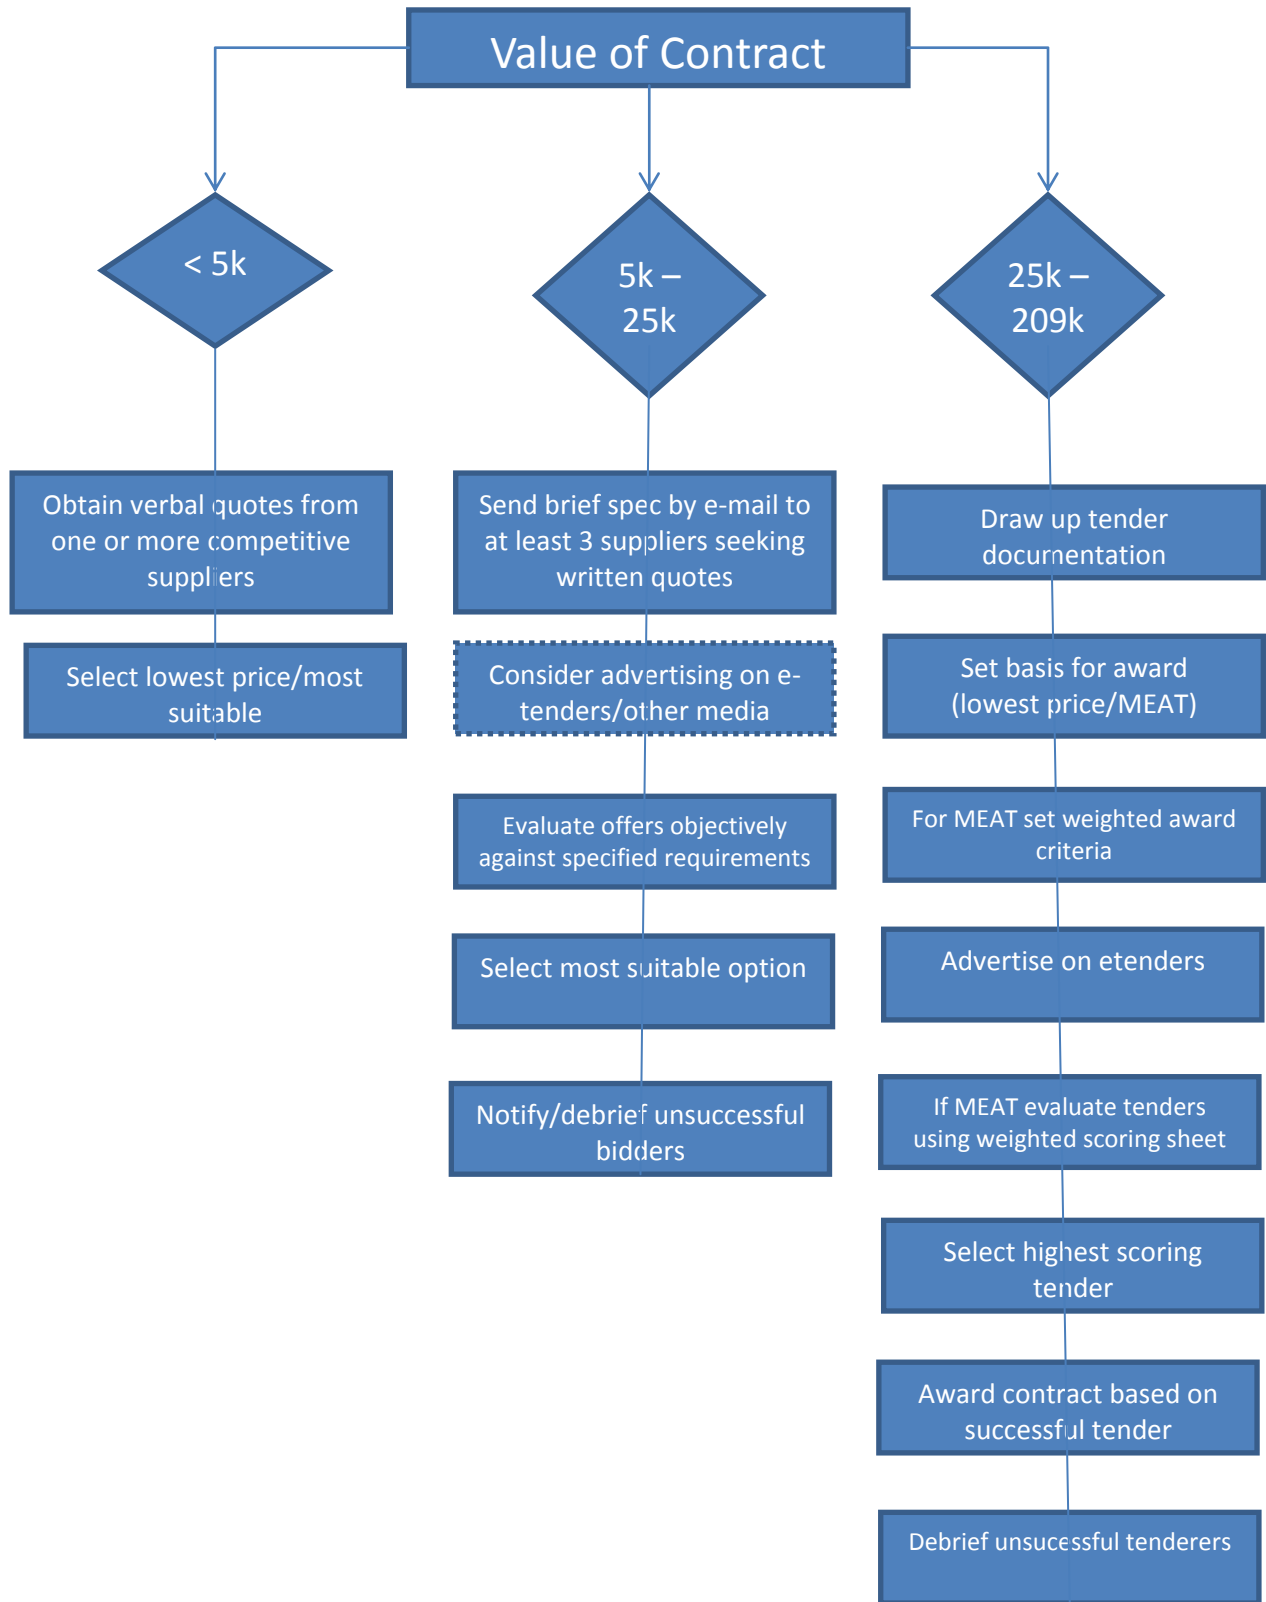 Value of Contract
< 5k
5k –
25k
25k –
209k
Obtain verbal quotes from
one or more competitive
suppliers
Select lowest price/most
suitable
Send brief spec by e-mail to
at least 3 suppliers seeking
written quotes
Consider advertising on e-
tenders/other media
Evaluate offers objectively
against specified requirements
Select most suitable option
Notify/debrief unsuccessful
bidders
Draw up tender
documentation
Set basis for award
(lowest price/MEAT)
For MEAT set weighted award
criteria
Advertise on etenders
If MEAT evaluate tenders
using weighted scoring sheet
Select highest scoring
tender
Award contract based on
successful tender
Debrief unsucessful tenderers